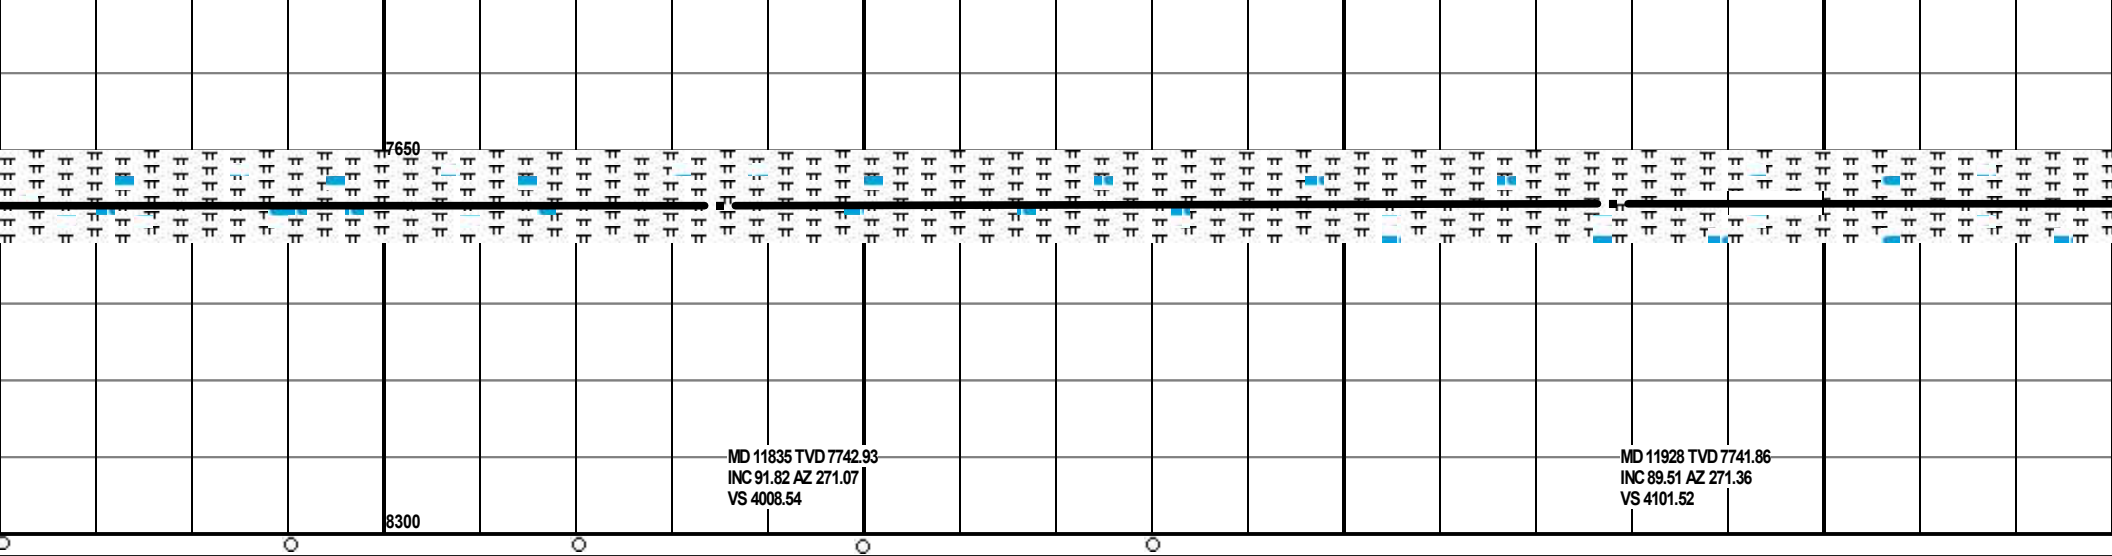 7650
MD 11835 TVD 7742.93
INC 91.82 AZ 271.07
VS 4008.54
MD 11928 TVD 7741.86
INC 89.51 AZ 271.36
VS 4101.52
8300